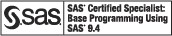 sas
SAS® Certified Specialist:
Base Programming Using
SAS® 9.4